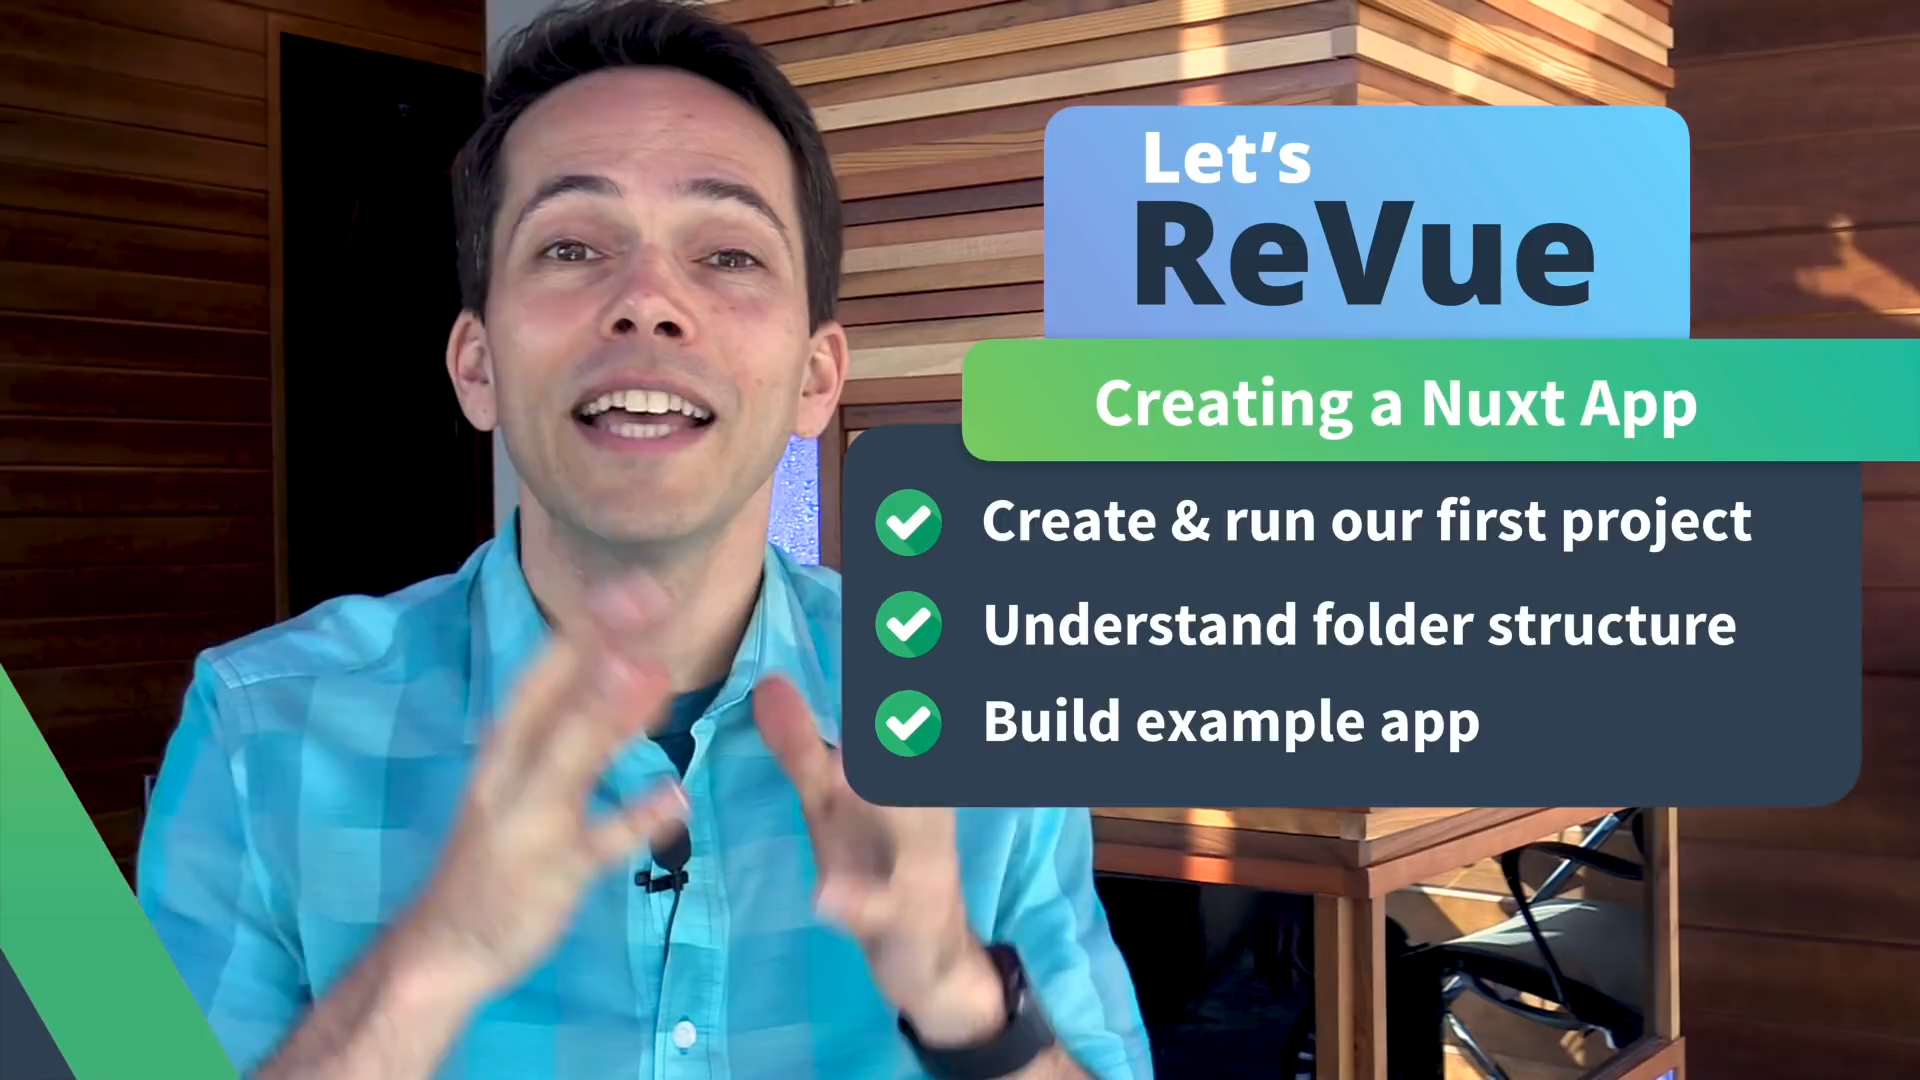 Let’s
ReVue
Creating a Nuxt App
Create & run our first project
Understand folder structure
Build example app